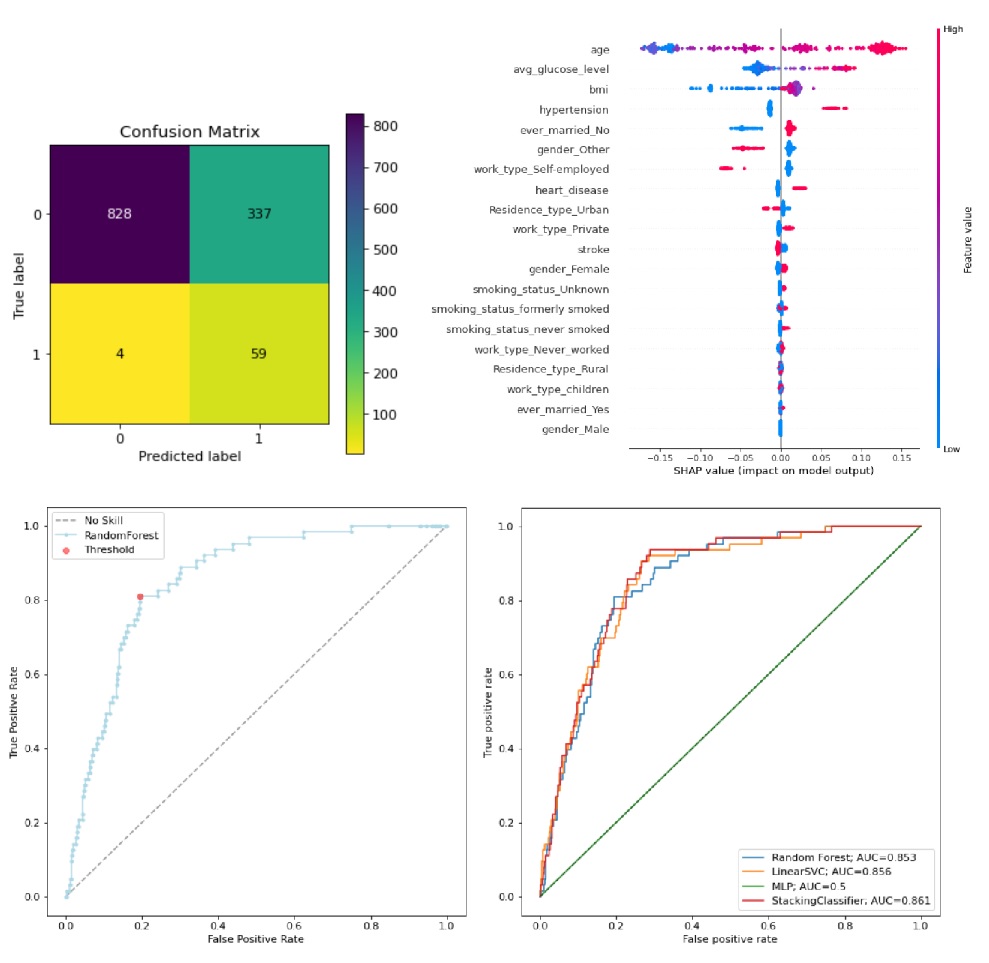 Confusion Matrix
828 337
4 59
0
1
0 1
True label
Predicted label
800
700
600
500
400
300
200
100
age
avg_glucose_level
bmi
hypertension
ever_married_No
gender_Other
work_type_Self-employed
heart_disease
Residence_type_Urban
work_type_Private
stroke
gender_Female
smoking_status_Unknown
smoking_status_formerly smoked
smoking_status_never smoked
work_type_Never_worked
Residence_type_Rural
work_type_children
ever_married_Yes
gender_Male
−0.15 −0.10 −0.05 0.00 0.05 0.10 0.15
SHAP value (impact on model output)
High
Low
Feature value
No Skill
RandomForest
Threshold
1.0
0.8
0.6
0.4
0.2
0.0
True Positive Rate
0.0 0.2 0.4 0.6 0.8 1.0
False Positive Rate
1.0
0.8
0.6
0.4
0.2
0.0
True positive rate
Random Forest; AUC=0.853
LinearSVC; AUC=0.856
MLP; AUC=0.5
StackingClassifier; AUC=0.861
0.0 0.2 0.4 0.6 0.8 1.0
False positive rate